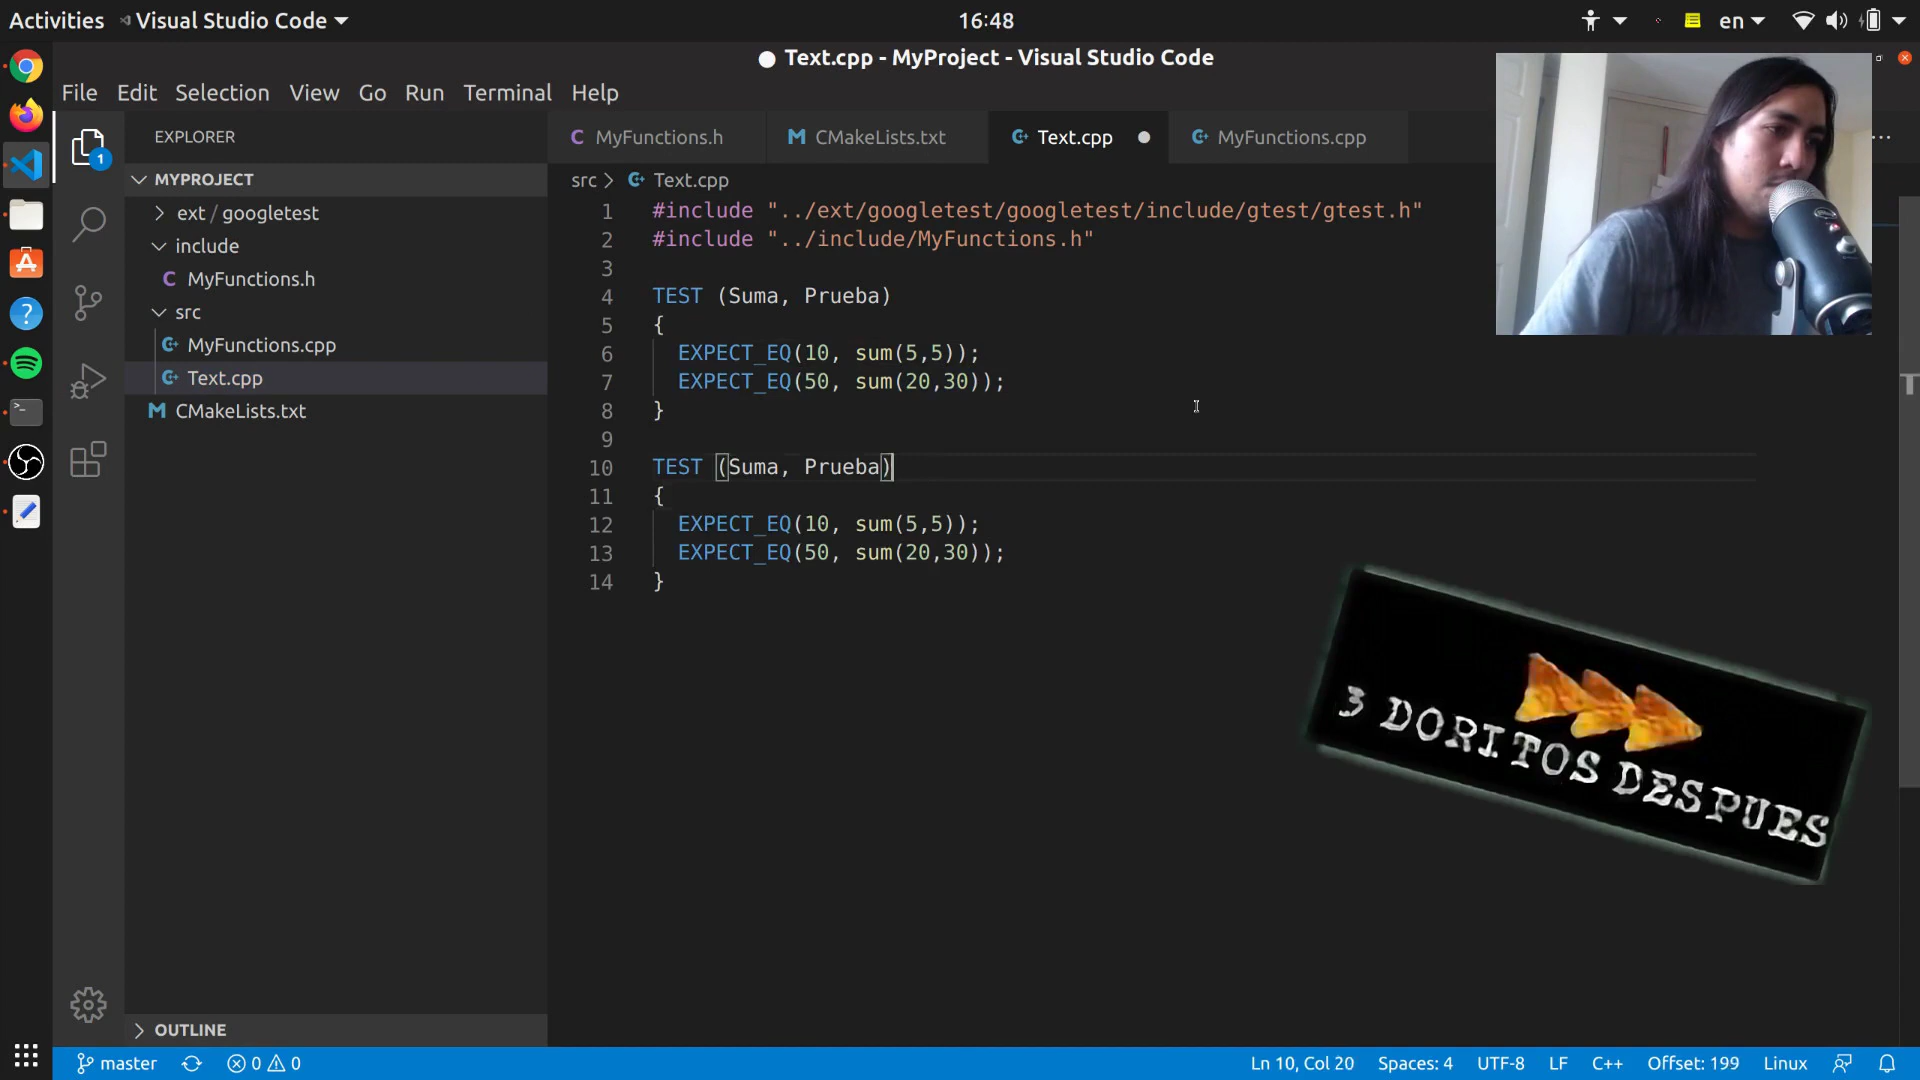 Activities Visual Studio Code 16:48 en
Text.cpp - MyProject - Visual Studio Code
File Edit Selection View Go Run Terminal Help
EXPLORER
MyFunctions.h CMakeLists.txt Text.cpp MyFunctions.cpp
MYPROJECT
src > Text.cpp
ext / googletest
include
MyFunctions.h
src
MyFunctions.cpp
Text.cpp
CMakeLists.txt
1 #include "../ext/googletest/googletest/include/gtest/gtest.h"
2 #include "../include/MyFunctions.h"
3
4 TEST (Suma, Prueba)
5 {
6 EXPECT_EQ(10, sum(5,5));
7 EXPECT_EQ(50, sum(20,30));
8 }
9
10 TEST (Suma, Prueba)
11 {
12 EXPECT_EQ(10, sum(5,5));
13 EXPECT_EQ(50, sum(20,30));
14 }
3 DORITOS DESPUES
OUTLINE
master 0 0 Ln 10, Col 20 Spaces: 4 UTF-8 LF C++ Offset: 199 Linux